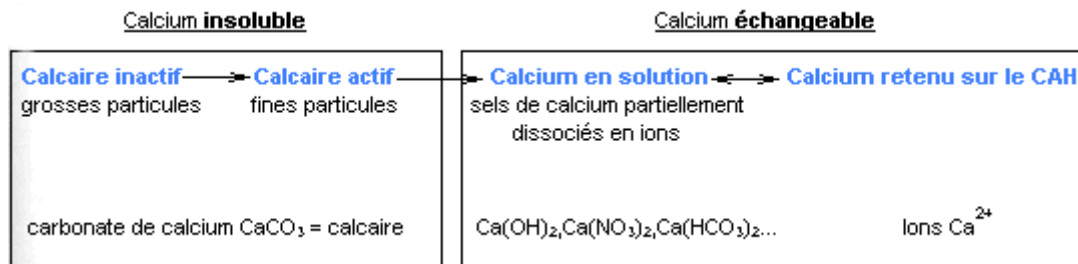 Calcium insoluble
Calcium échangeable
Calcaire inactif
Calcaire actif
Calcium en solution
Calcium retenu sur le CAH
grosses particules
fines particules
sels de calcium partiellement
dissociés en ions
carbonate de calcium CaCO₃ = calcaire
Ca(OH)₂,Ca(NO₃)₂,Ca(HCO₃)₂...
Ions Ca²⁺